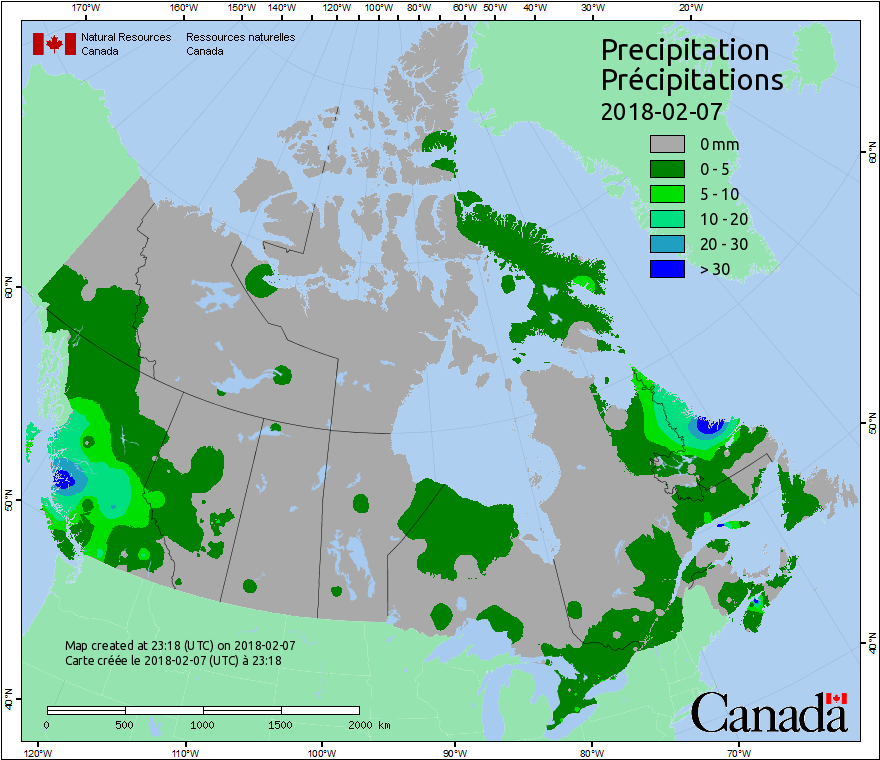 170°W 160°W 150°W 140°W 120°W 100°W 80°W 60°W 50°W 40°W 30°W 20°W
Natural Resources Ressources naturelles
Canada Canada
Precipitation
Précipitations
2018-02-07
0 mm
0 - 5
5 - 10
10 - 20
20 - 30
> 30
60°N 60°N
50°N 50°N
40°N 40°N
Map created at 23:18 (UTC) on 2018-02-07
Carte créée le 2018-02-07 (UTC) à 23:18
0 500 1000 1500 2000 km
Canada
120°W 110°W 100°W 90°W 80°W 70°W